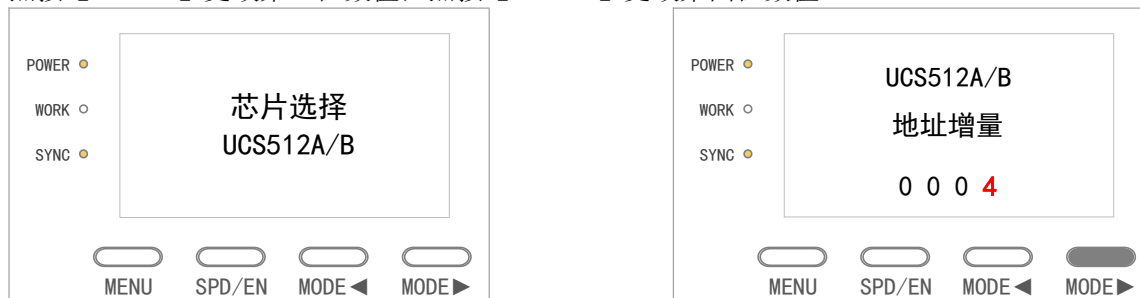 POWER
WORK
SYNC
芯片选择
UCS512A/B
MENU SPD/EN MODE◀ MODE▶
POWER
WORK
SYNC
UCS512A/B
地址增量
0 0 0 4
MENU SPD/EN MODE◀ MODE▶